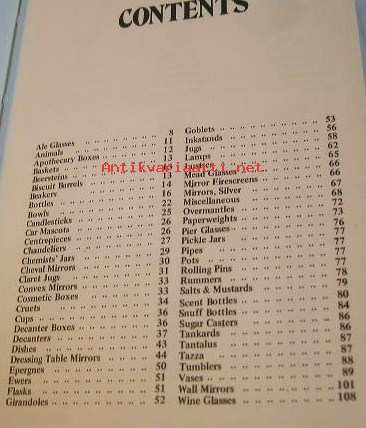 CONTENTS
Ale Glasses .. .. .. .. .. .. 8
Animals .. .. .. .. .. .. 11
Apothecary Boxes .. .. .. .. 12
Baskets .. .. .. .. .. .. 13
Beersteins .. .. .. .. .. .. 13
Biscuit Barrels .. .. .. .. .. 14
Beakers .. .. .. .. .. .. 14
Bottles .. .. .. .. .. .. 16
Bowls .. .. .. .. .. .. 22
Candlesticks .. .. .. .. .. 25
Car Mascots .. .. .. .. .. 26
Centrepieces .. .. .. .. .. 26
Chandeliers .. .. .. .. .. 27
Chemists' Jars .. .. .. .. .. 29
Cheval Mirrors .. .. .. .. .. 30
Claret Jugs .. .. .. .. .. 31
Convex Mirrors .. .. .. .. 33
Cosmetic Boxes .. .. .. .. 33
Cruets .. .. .. .. .. .. 34
Cups .. .. .. .. .. .. 36
Decanter Boxes .. .. .. .. 36
Decanters .. .. .. .. .. .. 37
Dishes .. .. .. .. .. .. 43
Dressing Table Mirrors .. .. .. 44
Epergnes .. .. .. .. .. .. 50
Ewers .. .. .. .. .. .. 51
Flasks .. .. .. .. .. .. 51
Girandoles .. .. .. .. .. .. 52
Goblets .. .. .. .. .. .. 53
Inkstands .. .. .. .. .. .. 56
Jugs .. .. .. .. .. .. 58
Lamps .. .. .. .. .. .. 62
Lustres .. .. .. .. .. .. 65
Mead Glasses .. .. .. .. .. 66
Mirror Firescreens .. .. .. .. 66
Mirrors, Silver .. .. .. .. .. 67
Miscellaneous .. .. .. .. .. 68
Overmantles .. .. .. .. .. 72
Paperweights .. .. .. .. .. 73
Pier Glasses .. .. .. .. .. 76
Pickle Jars .. .. .. .. .. 77
Pipes .. .. .. .. .. .. 77
Pots .. .. .. .. .. .. 77
Rolling Pins .. .. .. .. .. 77
Rummers .. .. .. .. .. .. 78
Salts & Mustards .. .. .. .. 79
Scent Bottles .. .. .. .. .. 80
Snuff Bottles .. .. .. .. .. 84
Sugar Casters .. .. .. .. .. 86
Tankards .. .. .. .. .. .. 86
Tantalus .. .. .. .. .. .. 87
Tazza .. .. .. .. .. .. 87
Tumblers .. .. .. .. .. .. 88
Vases .. .. .. .. .. .. 89
Wall Mirrors .. .. .. .. .. 101
Wine Glasses .. .. .. .. .. 108
Antikvariaatti.net